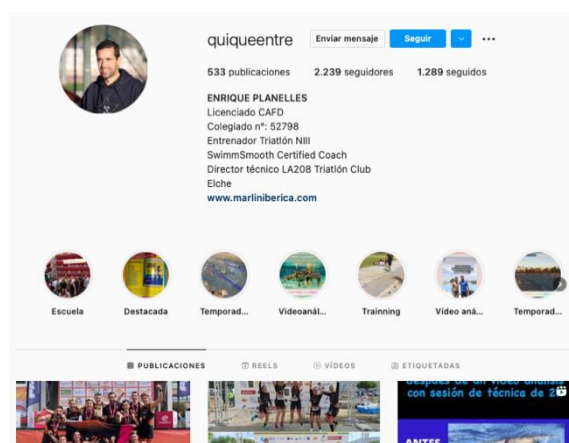 quiqueentre Enviar mensaje Seguir
533 publicaciones 2.239 seguidores 1.289 seguidos
ENRIQUE PLANELLES
Licenciado CAFD
Colegiado nº: 52798
Entrenador Triatlón NIII
SwimmSmooth Certified Coach
Director técnico LA208 Triatlón Club
Elche
www.marliniberica.com
Escuela Destacada Temporad... Videoanál... Trainning Vídeo aná... Temporad...
PUBLICACIONES REELS VÍDEOS ETIQUETADAS
después de un vídeo análisis
con sesión de técnica de 2
ANTES